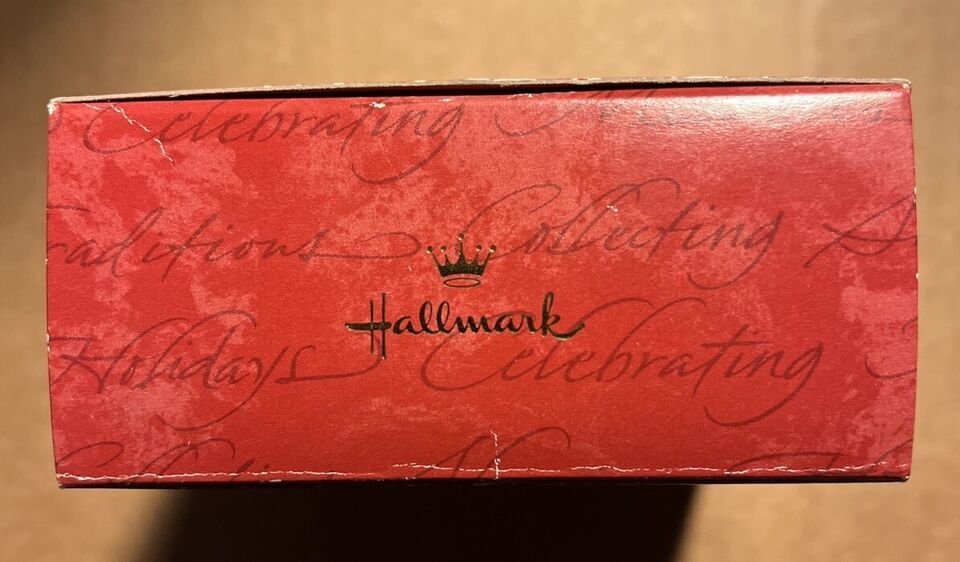 Celebrating
raditions Collecting
Hallmark
Holidays Celebrating